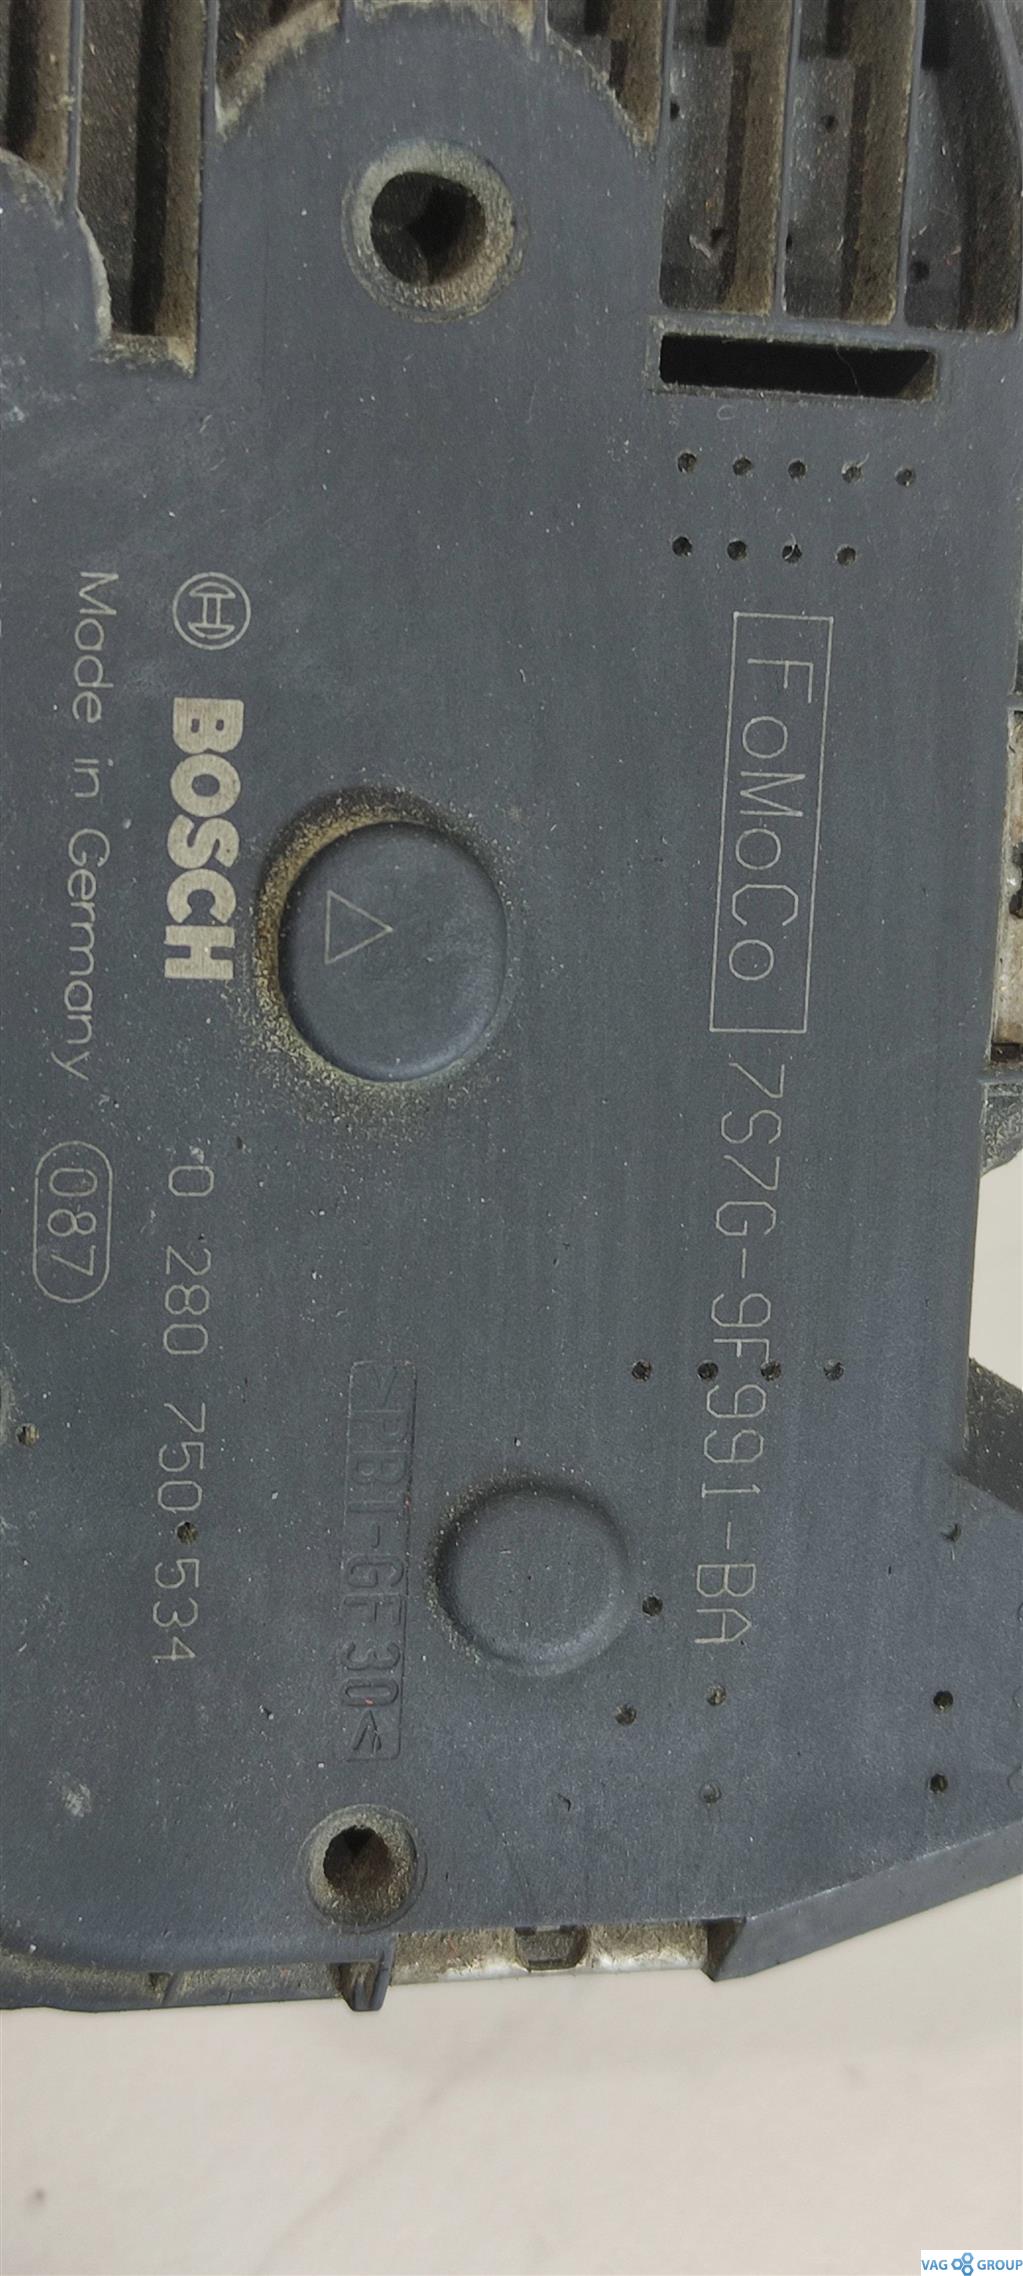 FoMoCo 7S7G-9F991-BA
>PBT-GF30<
BOSCH 0 280 750 534
Made in Germany 087
VAG GROUP